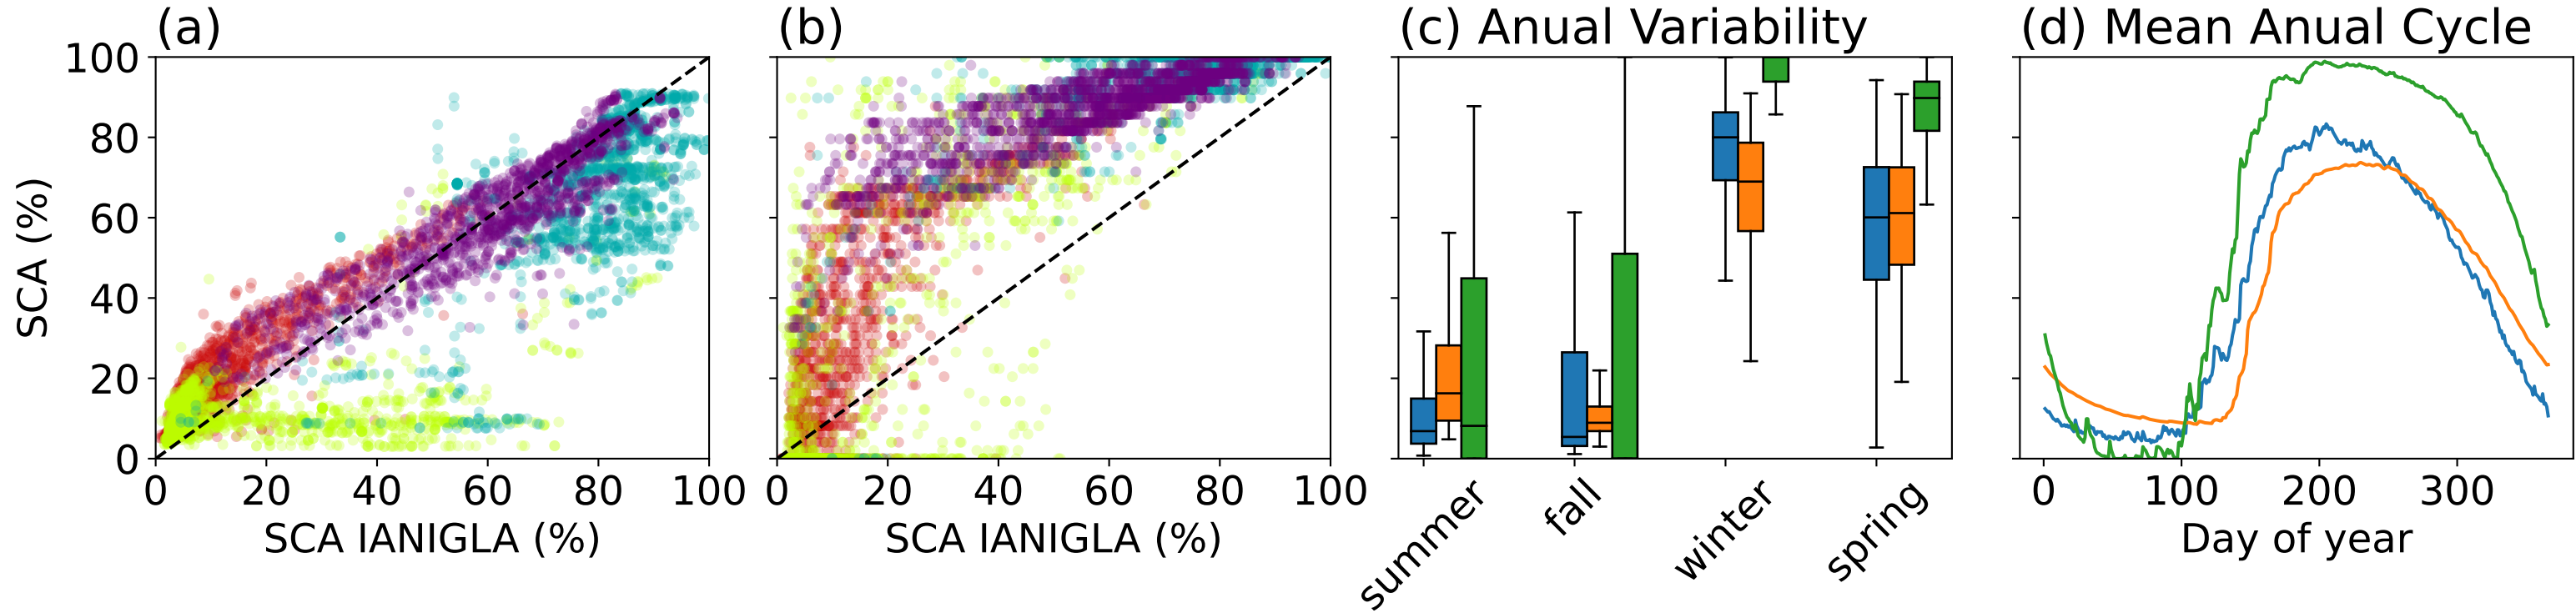 (a)
(b)
(c) Anual Variability
(d) Mean Anual Cycle
SCA (%)
100
80
60
40
20
0
0 20 40 60 80 100
SCA IANIGLA (%)
0 20 40 60 80 100
SCA IANIGLA (%)
summer
fall
winter
spring
0 100 200 300
Day of year